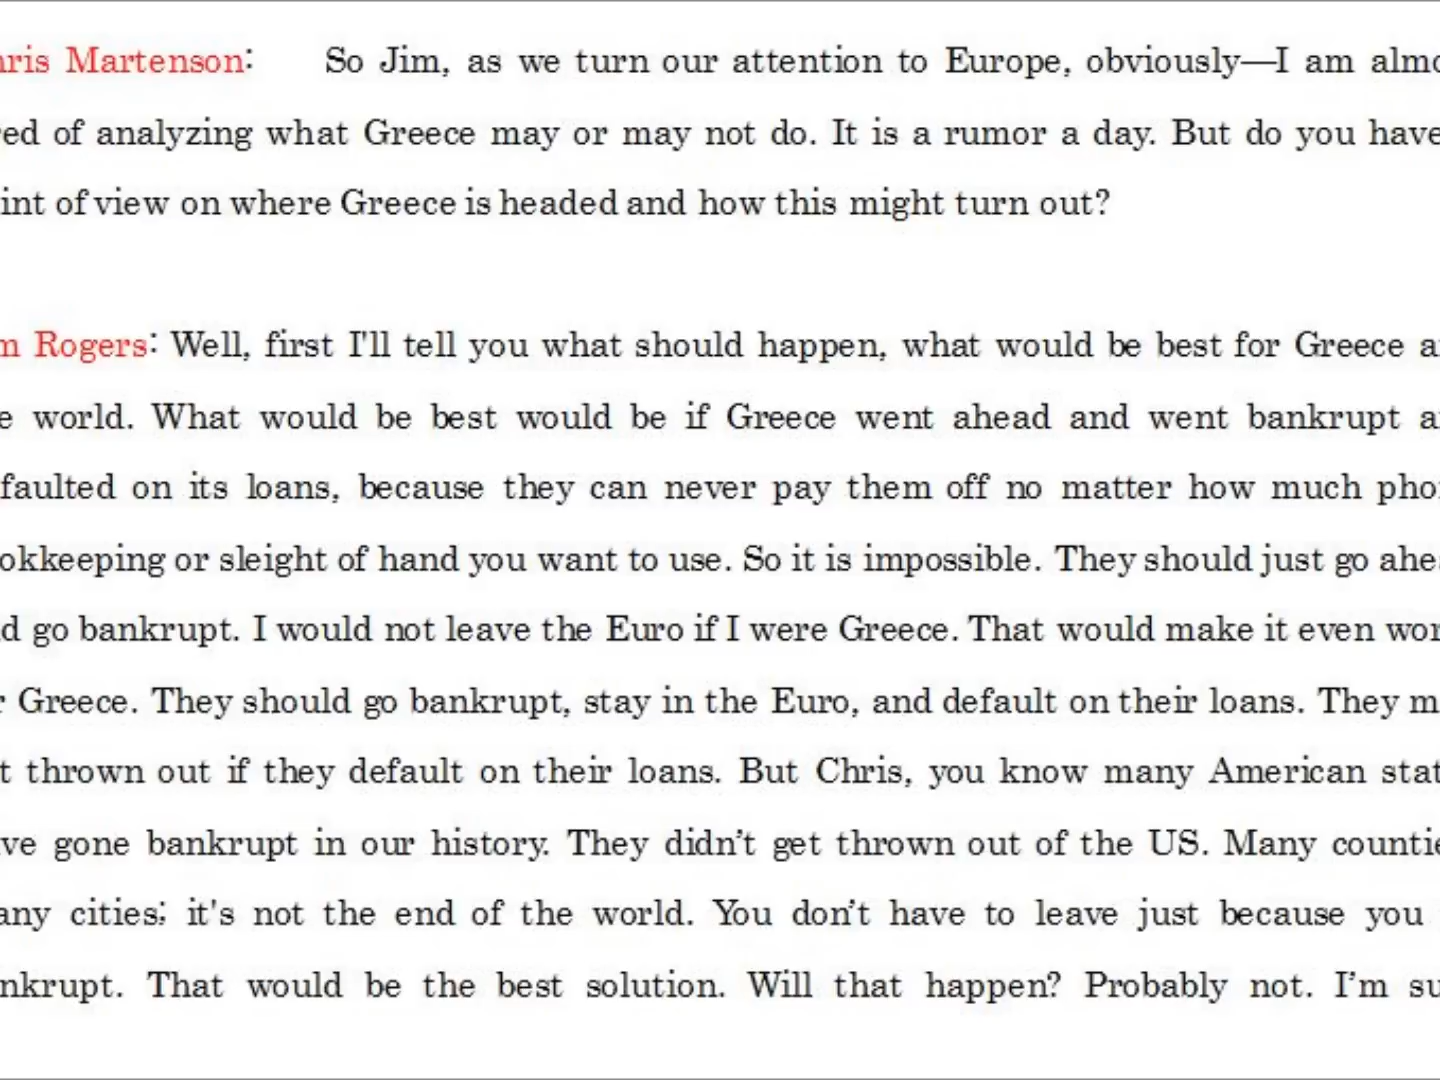 hris Martenson: So Jim, as we turn our attention to Europe, obviously—I am almo
ed of analyzing what Greece may or may not do. It is a rumor a day. But do you have
int of view on where Greece is headed and how this might turn out?
m Rogers: Well, first I'll tell you what should happen, what would be best for Greece a
e world. What would be best would be if Greece went ahead and went bankrupt a
faulted on its loans, because they can never pay them off no matter how much pho
okkeeping or sleight of hand you want to use. So it is impossible. They should just go ahe
d go bankrupt. I would not leave the Euro if I were Greece. That would make it even wor
r Greece. They should go bankrupt, stay in the Euro, and default on their loans. They m
t thrown out if they default on their loans. But Chris, you know many American stat
ve gone bankrupt in our history. They didn't get thrown out of the US. Many countie
any cities; it's not the end of the world. You don't have to leave just because you
nkrupt. That would be the best solution. Will that happen? Probably not. I'm su